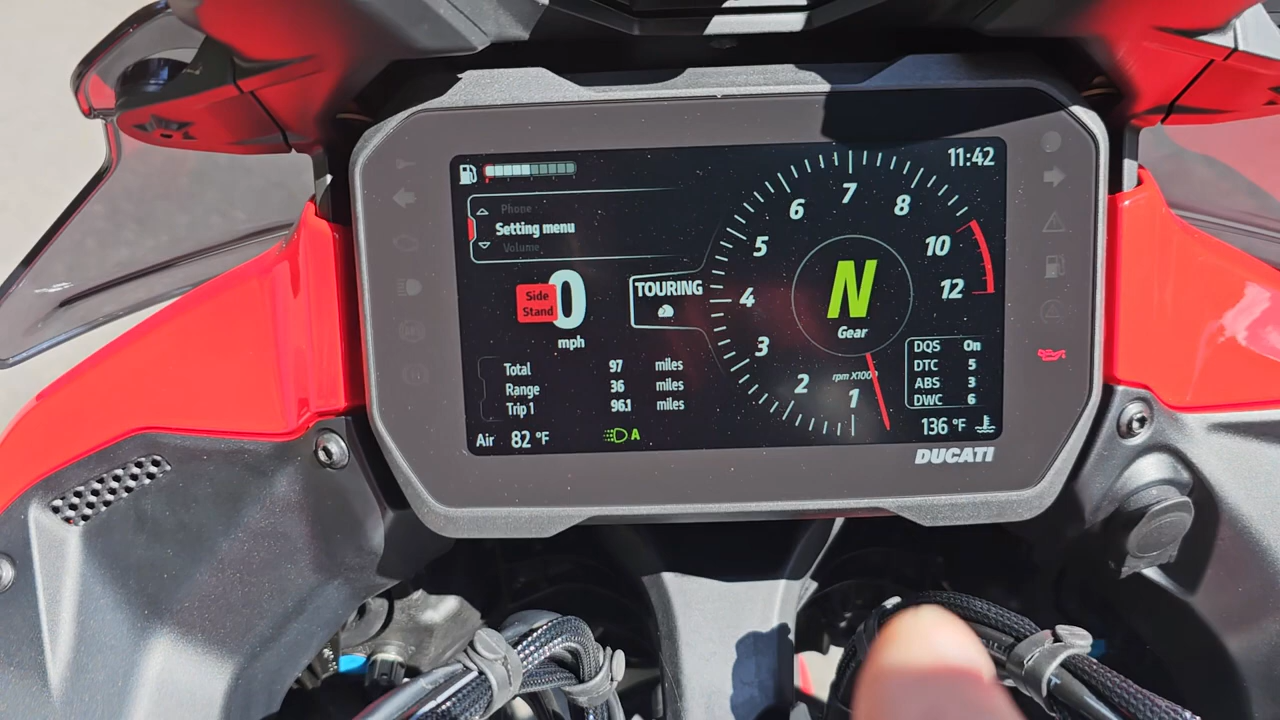 11:42
Phone
Setting menu
Volume
Side
Stand
0
mph
TOURING
1
2
3
4
5
6
7
8
10
12
N
Gear
rpm X1000
DQS On
DTC 5
ABS 3
DWC 6
Total 97 miles
Range 36 miles
Trip 1 96.1 miles
Air 82 °F
A
136 °F
DUCATI